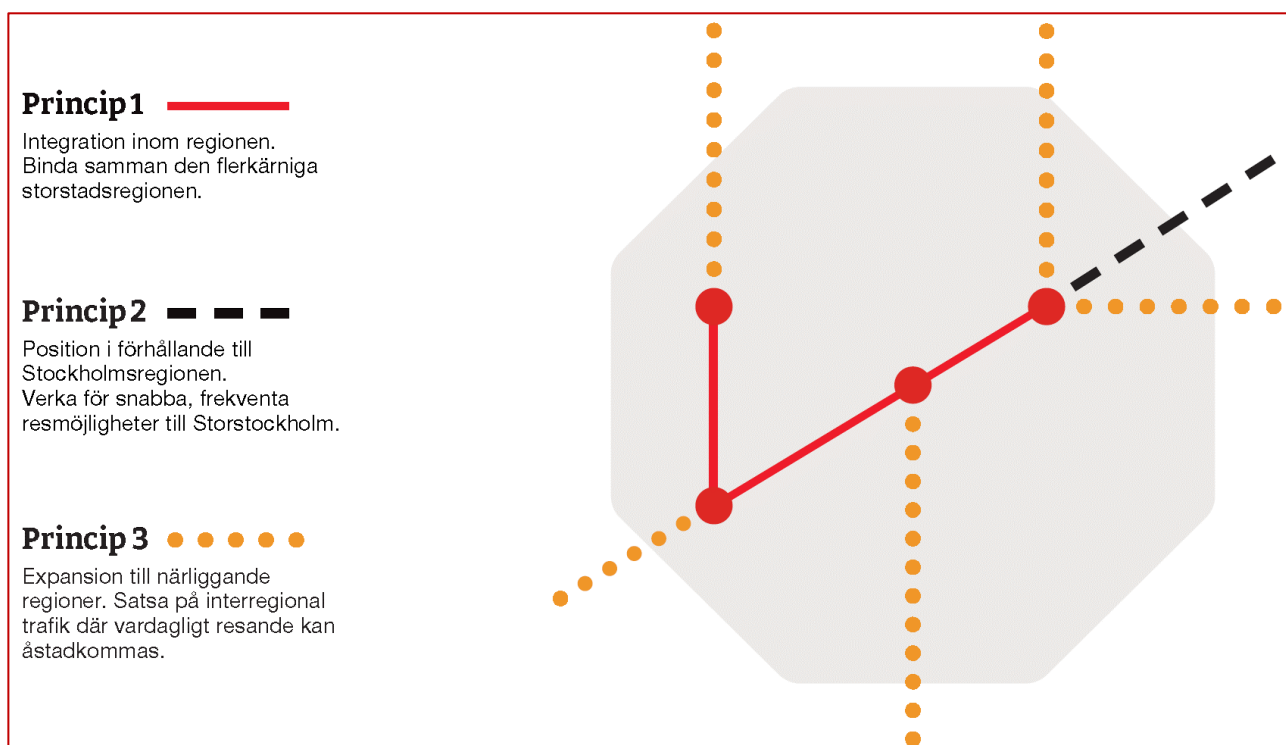 Princip 1
Integration inom regionen.
Binda samman den flerkärniga
storstadsregionen.
Princip 2
Position i förhållande till
Stockholmsregionen.
Verka för snabba, frekventa
resmöjligheter till Storstockholm.
Princip 3
Expansion till närliggande
regioner. Satsa på interregional
trafik där vardagligt resande kan
åstadkommas.